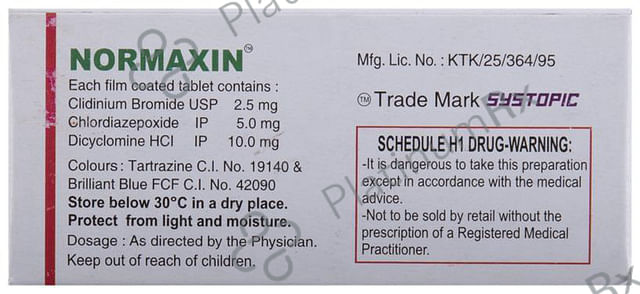 NORMAXIN™
Each film coated tablet contains :
Clidinium Bromide USP 2.5 mg
Chlordiazepoxide IP 5.0 mg
Dicyclomine HCl IP 10.0 mg
Colours : Tartrazine C.I. No. 19140 &
Brilliant Blue FCF C.I. No. 42090
Store below 30°C in a dry place.
Protect from light and moisture.
Dosage : As directed by the Physician.
Keep out of reach of children.
Mfg. Lic. No. : KTK/25/364/95
™ Trade Mark SYSTOPIC
SCHEDULE H1 DRUG-WARNING:
-It is dangerous to take this preparation
except in accordance with the medical
advice.
-Not to be sold by retail without the
prescription of a Registered Medical
Practitioner.
PlatinumRx